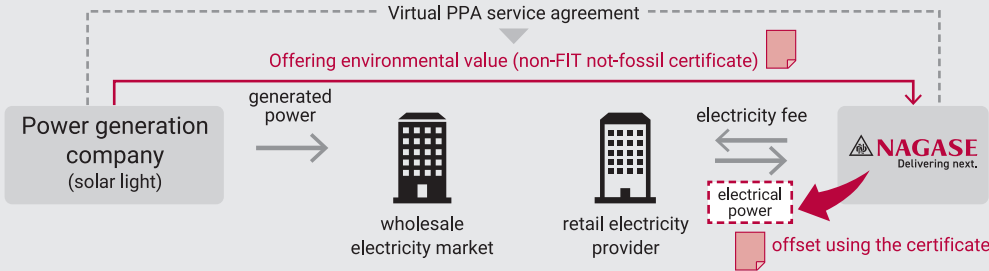 Virtual PPA service agreement
Offering environmental value (non-FIT not-fossil certificate)
Power generation
company
(solar light)
generated
power
wholesale
electricity market
retail electricity
provider
electricity fee
electrical
power
NAGASE
Delivering next.
offset using the certificate